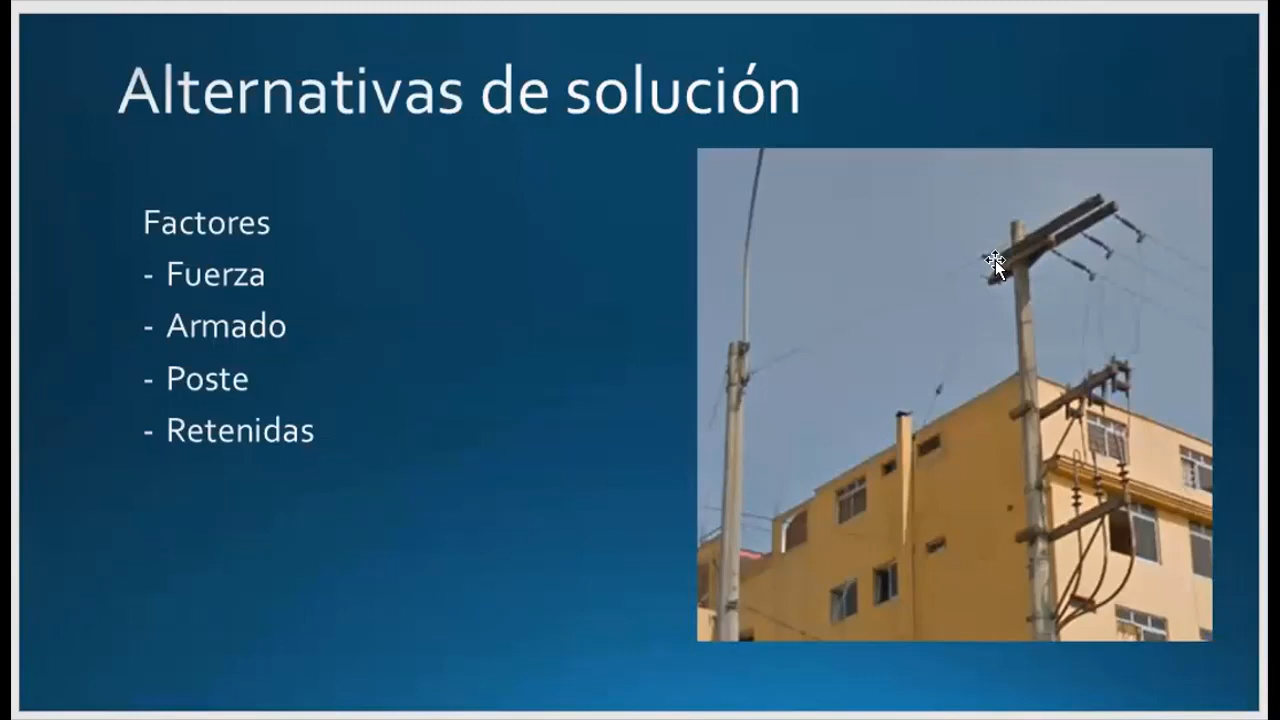 Alternativas de solución
Factores
- Fuerza
- Armado
- Poste
- Retenidas